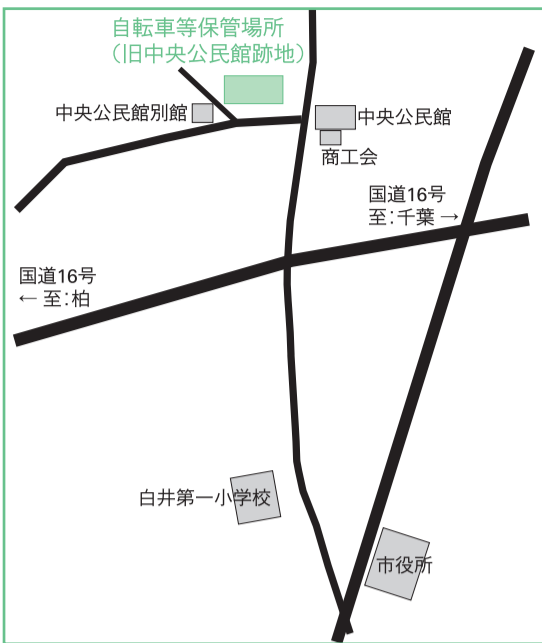 自転車等保管場所
（旧中央公民館跡地）
中央公民館別館
中央公民館
商工会
国道16号
至：千葉 →
国道16号
← 至：柏
白井第一小学校
市役所